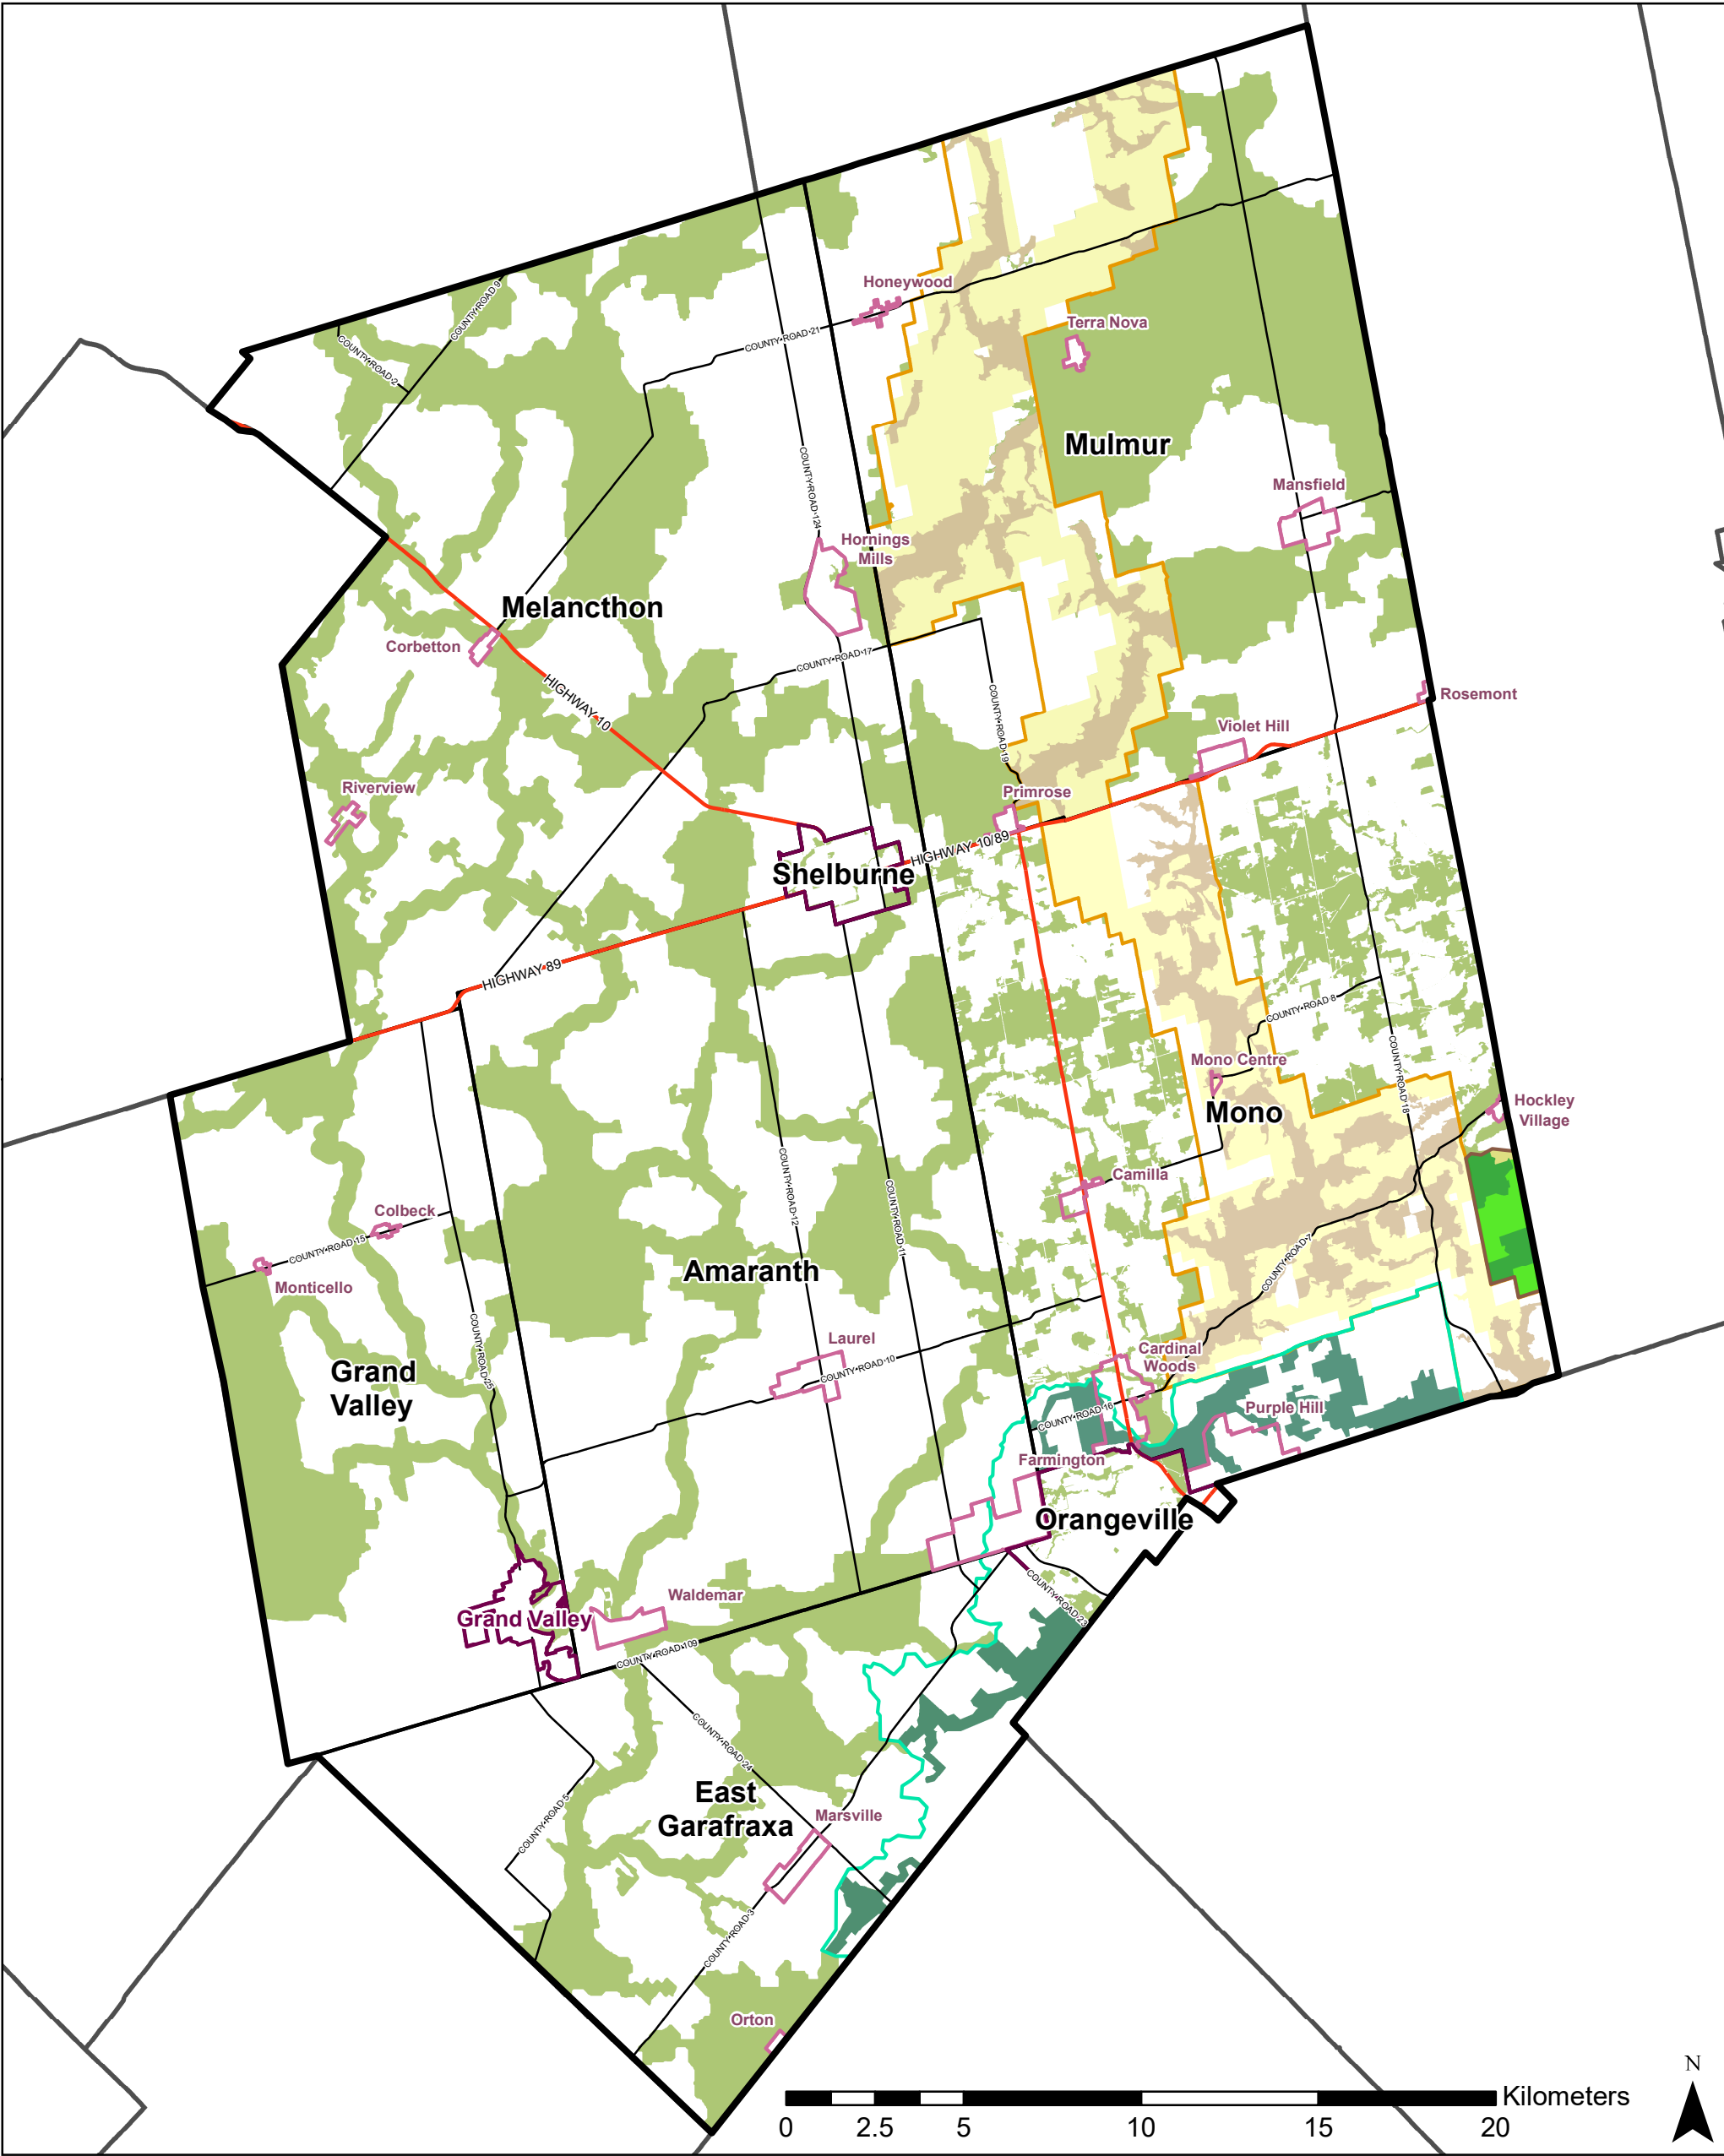 COUNTY ROAD 9
Honeywood
COUNTY ROAD 21
Terra Nova
COUNTY ROAD 2
Mulmur
COUNTY ROAD 124
Mansfield
Hornings
Mills
Melancthon
Corbetton
COUNTY ROAD 17
HIGHWAY 10
COUNTY ROAD 19
Rosemont
Violet Hill
Riverview
Primrose
HIGHWAY 10/89
Shelburne
HIGHWAY 89
COUNTY ROAD 8
Mono Centre
COUNTY ROAD 18
Mono
Hockley
Village
Camilla
COUNTY ROAD 12
COUNTY ROAD 11
Colbeck
COUNTY ROAD 15
Monticello
Amaranth
COUNTY ROAD 7
Laurel
COUNTY ROAD 10
COUNTY ROAD 25
Cardinal
Woods
Grand
Valley
COUNTY ROAD 16
Purple Hill
Farmington
Orangeville
COUNTY ROAD 23
Waldemar
Grand Valley
COUNTY ROAD 109
COUNTY ROAD 24
COUNTY ROAD 5
East
Garafraxa
Marsville
COUNTY ROAD 3
Orton
N
Kilometers
0 2.5 5 10 15 20